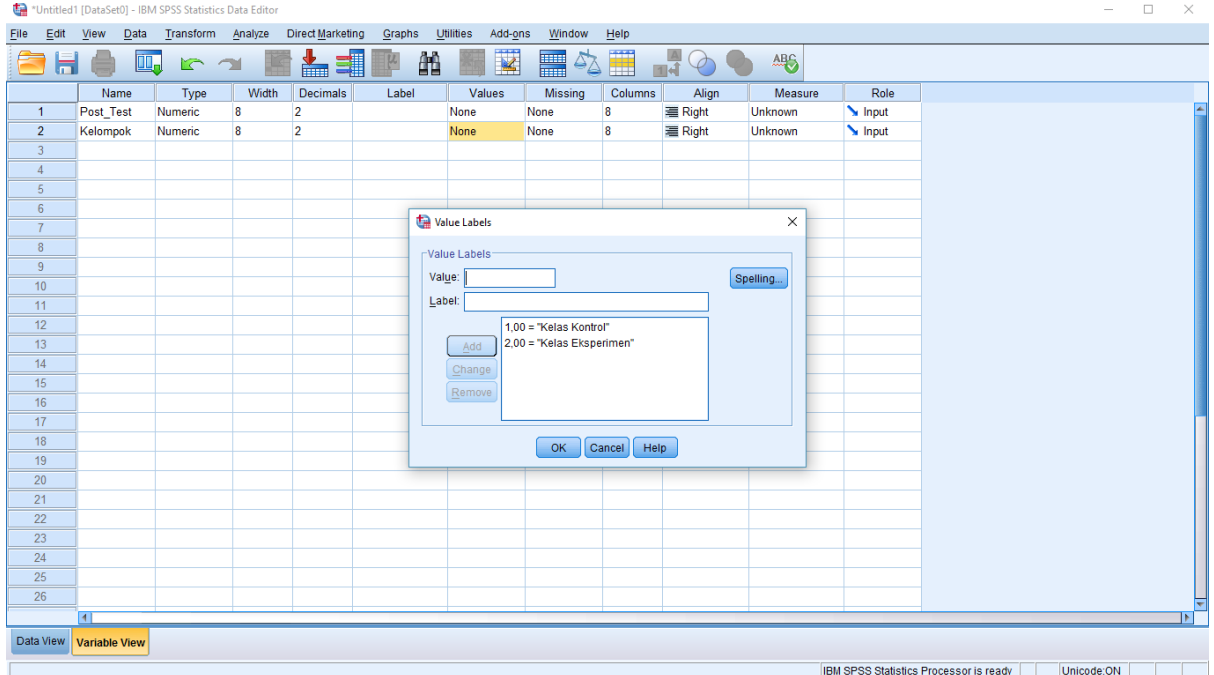 *Untitled1 [DataSet0] - IBM SPSS Statistics Data Editor
File Edit View Data Transform Analyze Direct Marketing Graphs Utilities Add-ons Window Help
Name Type Width Decimals Label Values Missing Columns Align Measure Role
1 Post_Test Numeric 8 2 None None 8 Right Unknown Input
2 Kelompok Numeric 8 2 None None 8 Right Unknown Input
3
4
5
6
7
8
9
10
11
12
13
14
15
16
17
18
19
20
21
22
23
24
25
26
Value Labels
Value Labels
Value:
Spelling...
Label:
1,00 = "Kelas Kontrol"
2,00 = "Kelas Eksperimen"
Add
Change
Remove
OK Cancel Help
Data View Variable View
IBM SPSS Statistics Processor is ready Unicode:ON